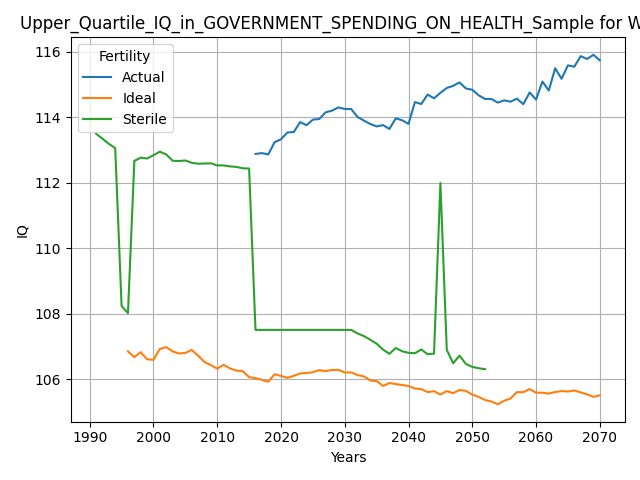 Upper_Quartile_IQ_in_GOVERNMENT_SPENDING_ON_HEALTH_Sample for W
Fertility
Actual
Ideal
Sterile
116
114
112
110
108
106
IQ
1990 2000 2010 2020 2030 2040 2050 2060 2070
Years